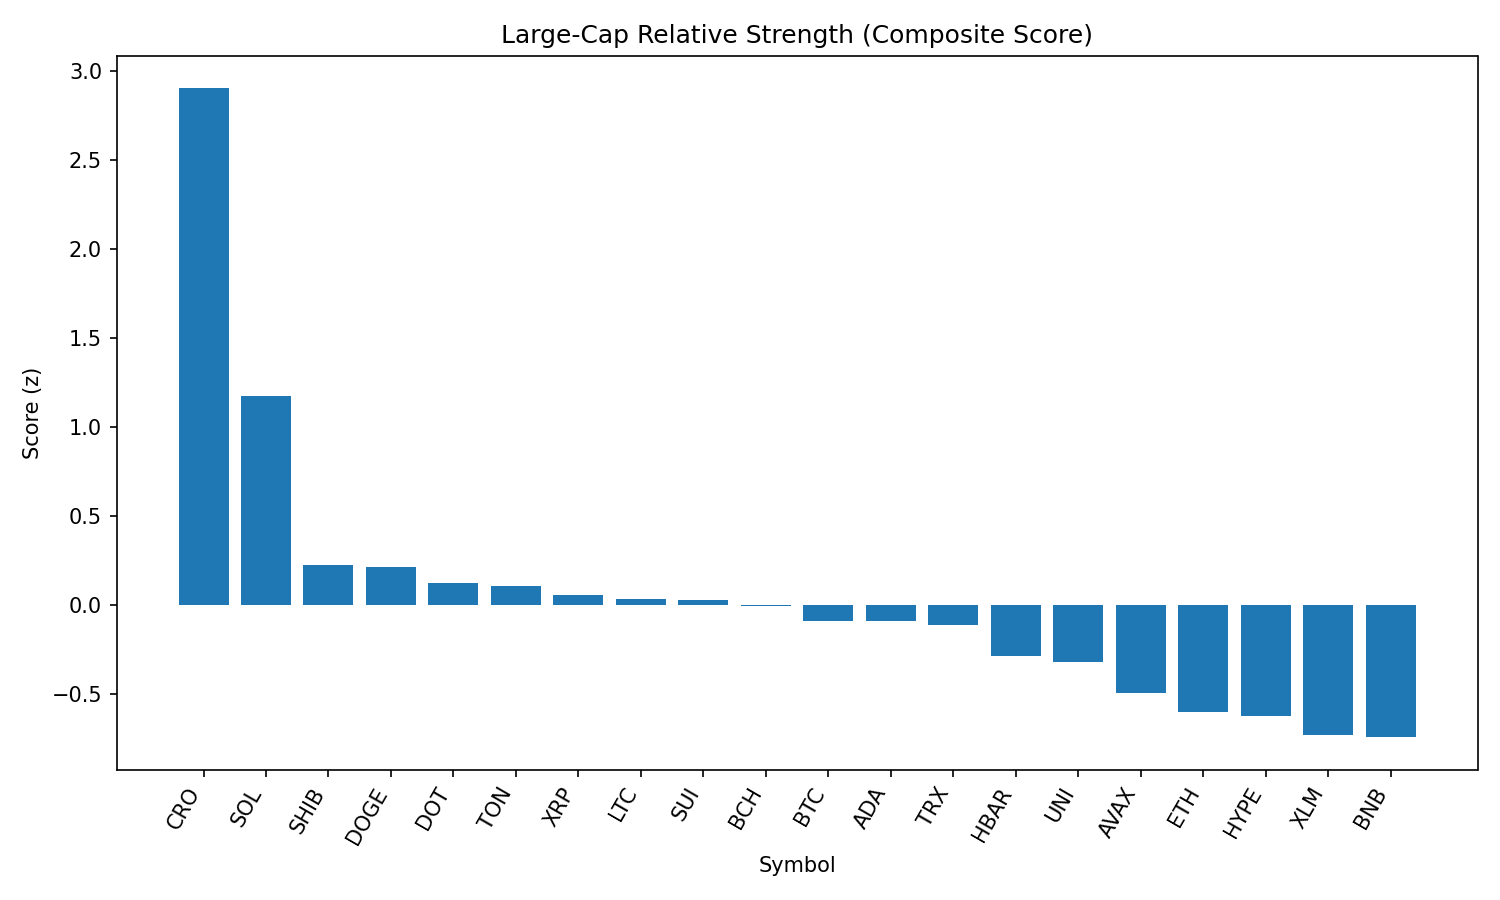 Large-Cap Relative Strength (Composite Score)
3.0
2.5
2.0
1.5
1.0
0.5
0.0
−0.5
Score (z)
CRO
SOL
SHIB
DOGE
DOT
TON
XRP
LTC
SUI
BCH
BTC
ADA
TRX
HBAR
UNI
AVAX
ETH
HYPE
XLM
BNB
Symbol